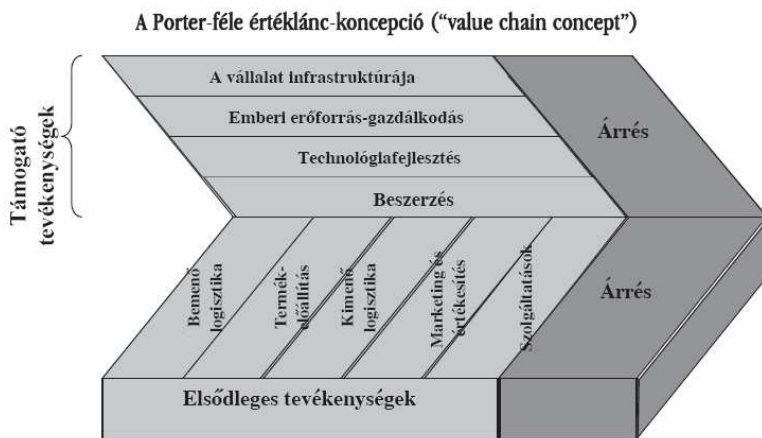 A Porter-féle értéklánc-koncepció (“value chain concept”)
Támogató
tevékenységek
A vállalat infrastruktúrája
Emberi erőforrás-gazdálkodás
Technológiafejlesztés
Beszerzés
Árrés
Bemenő
logisztika
Termék-
előállítás
Kimenő
logisztika
Marketing és
értékesítés
Szolgáltatások
Árrés
Elsődleges tevékenységek